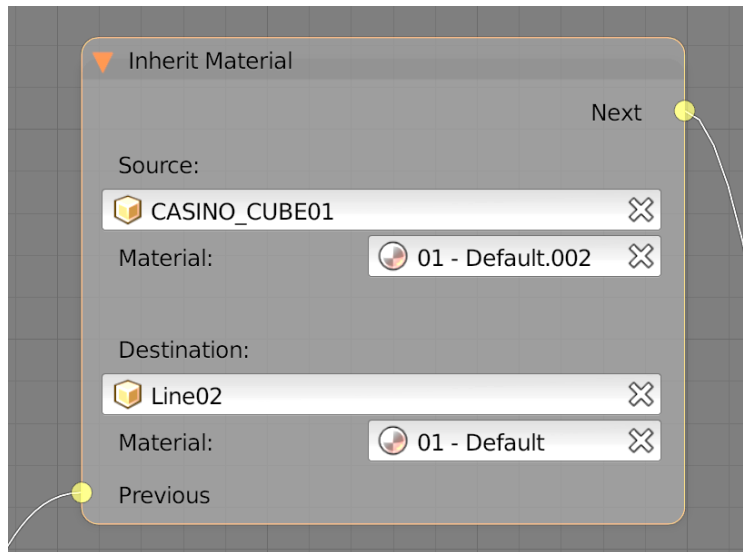 Inherit Material
Next
Source:
CASINO_CUBE01
Material: 01 - Default.002
Destination:
Line02
Material: 01 - Default
Previous